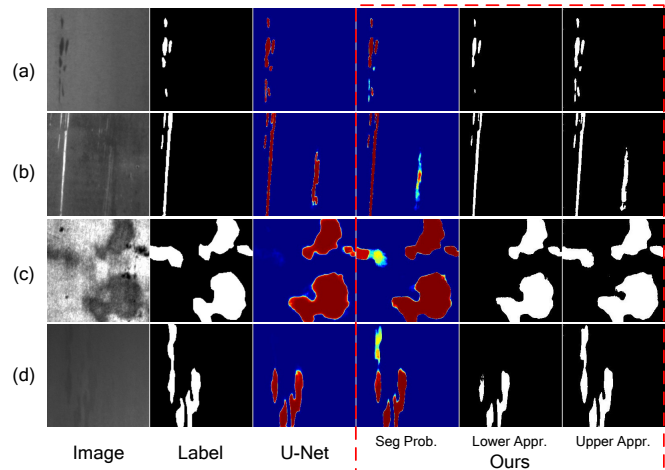 (a)
(b)
(c)
(d)
Image Label U-Net Seg Prob. Lower Appr. Upper Appr.
Ours